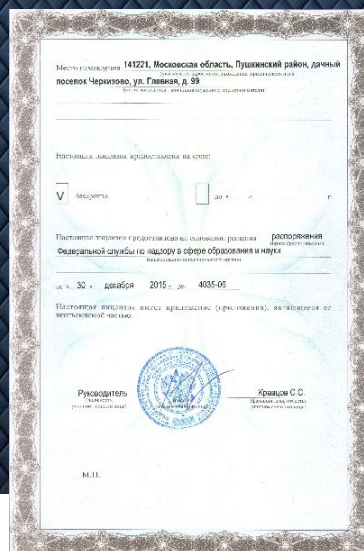 Место нахождения 141221, Московская область, Пушкинский район, дачный
поселок Черкизово, ул. Главная, д. 99
Настоящая лицензия предоставлена на срок:
V бессрочно до « г.
Настоящая лицензия предоставлена на основании решения распоряжения
Федеральной службы по надзору в сфере образования и науки
от « 30 » декабря 2015 г. № 4035-06
Настоящая лицензия имеет приложение (приложения), являющееся её
неотъемлемой частью.
Руководитель Кравцов С.С.
М.П.